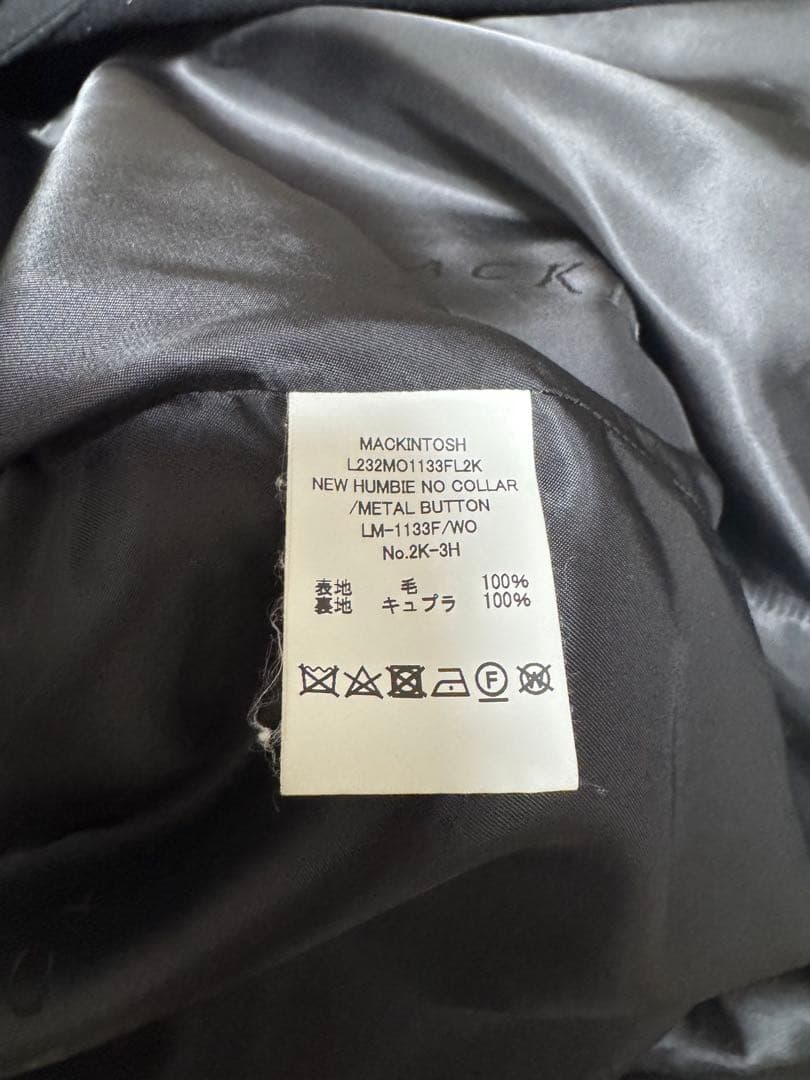 MACKINTOSH
L232MO1133FL2K
NEW HUMBIE NO COLLAR
/METAL BUTTON
LM-1133F/WO
No.2K-3H
表地 毛 100%
裏地 キュプラ 100%
F W